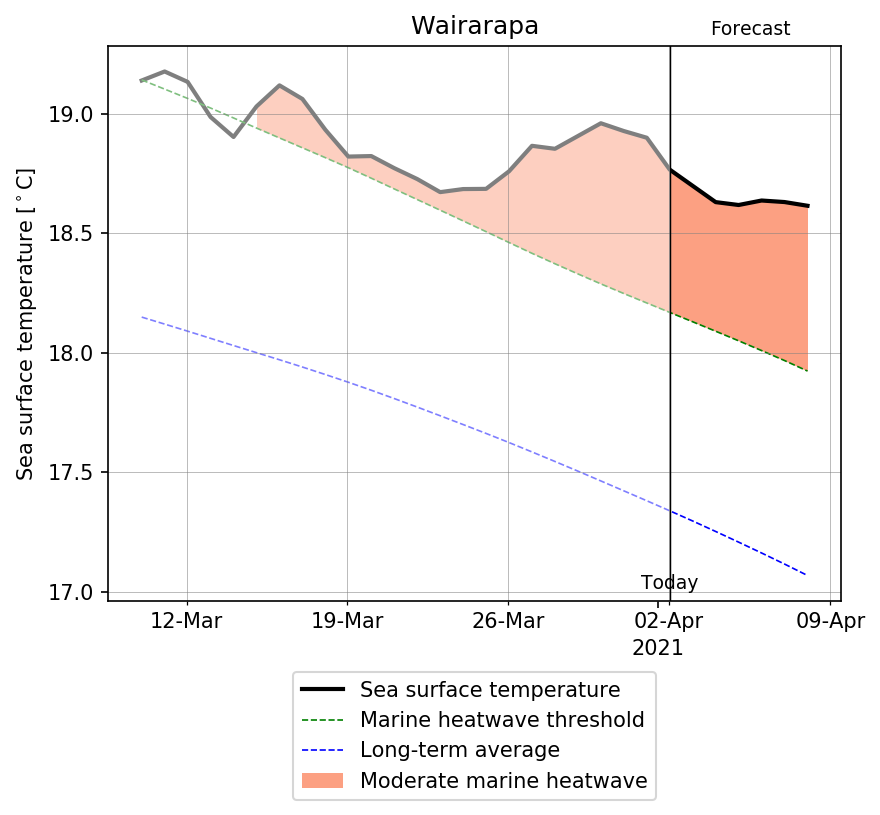 Wairarapa
Forecast
Sea surface temperature [°C]
19.0
18.5
18.0
17.5
17.0
Today
12-Mar 19-Mar 26-Mar 02-Apr 09-Apr
2021
Sea surface temperature
Marine heatwave threshold
Long-term average
Moderate marine heatwave